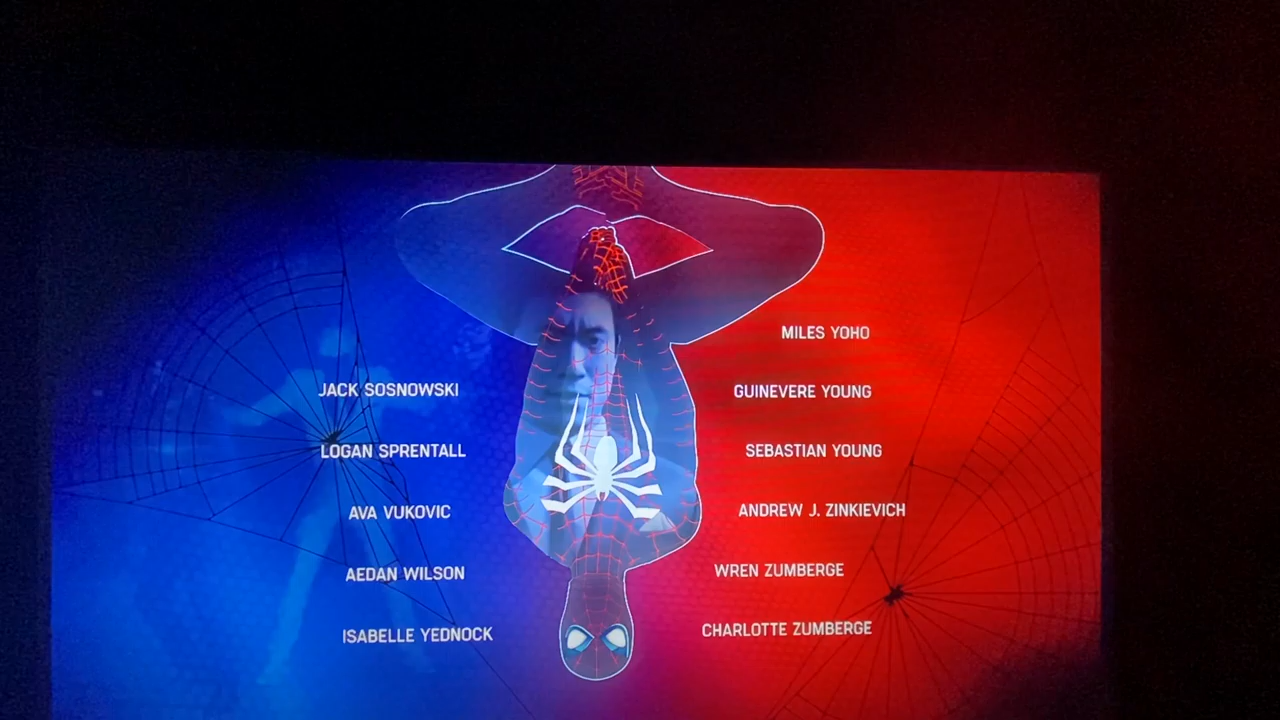 JACK SOSNOWSKI
LOGAN SPRENTALL
AVA VUKOVIC
AEDAN WILSON
ISABELLE YEDNOCK
MILES YOHO
GUINEVERE YOUNG
SEBASTIAN YOUNG
ANDREW J. ZINKIEVICH
WREN ZUMBERGE
CHARLOTTE ZUMBERGE